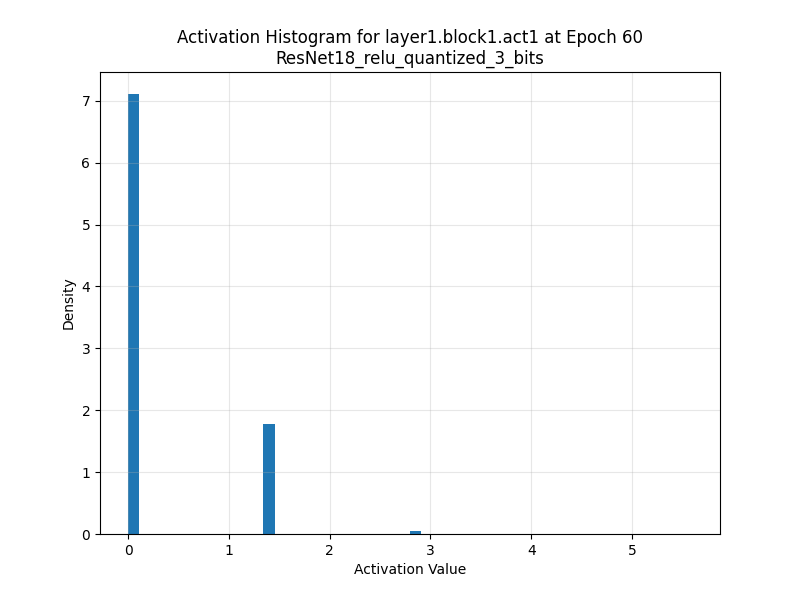 Activation Histogram for layer1.block1.act1 at Epoch 60
ResNet18_relu_quantized_3_bits
7
6
5
4
3
2
1
0
Density
0 1 2 3 4 5
Activation Value